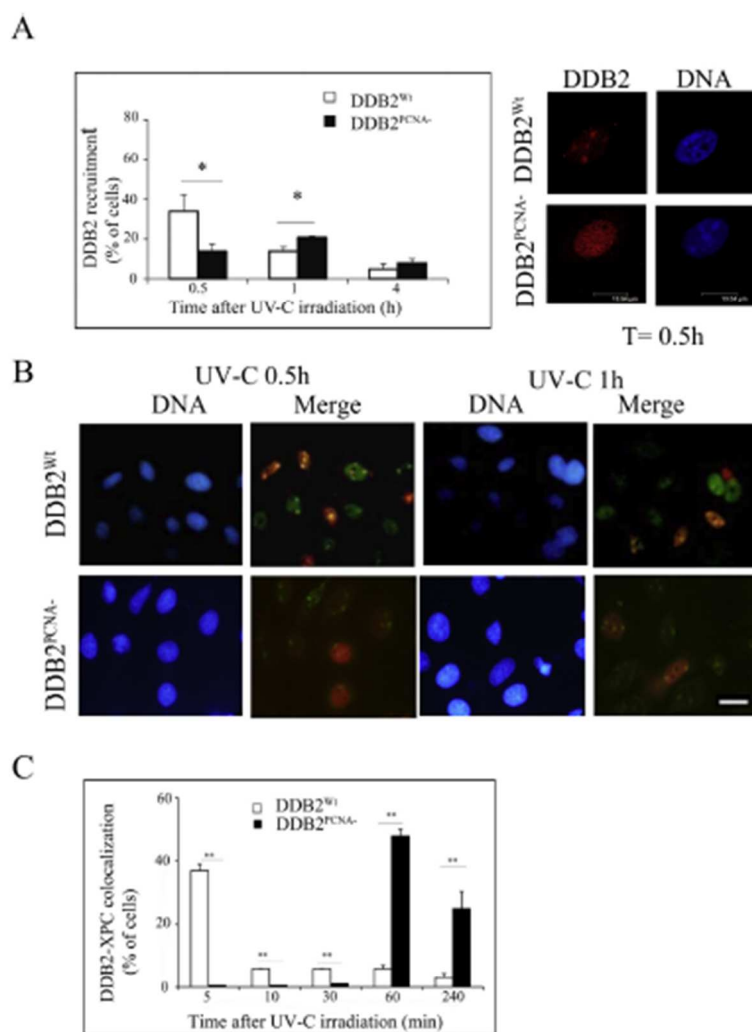 A
DDB2^Wt
DDB2^PCNA-
DDB2 recruitment
(% of cells)
80
60
40
20
0
*
*
0.5
1
4
Time after UV-C irradiation (h)
DDB2
DNA
DDB2^Wt
DDB2^PCNA-
T= 0.5h
B
UV-C 0.5h
UV-C 1h
DNA
Merge
DNA
Merge
DDB2^Wt
DDB2^PCNA-
C
DDB2^Wt
DDB2^PCNA-
DDB2-XPC colocalization
(% of cells)
60
40
20
0
**
**
**
**
**
5
10
30
60
240
Time after UV-C irradiation (min)